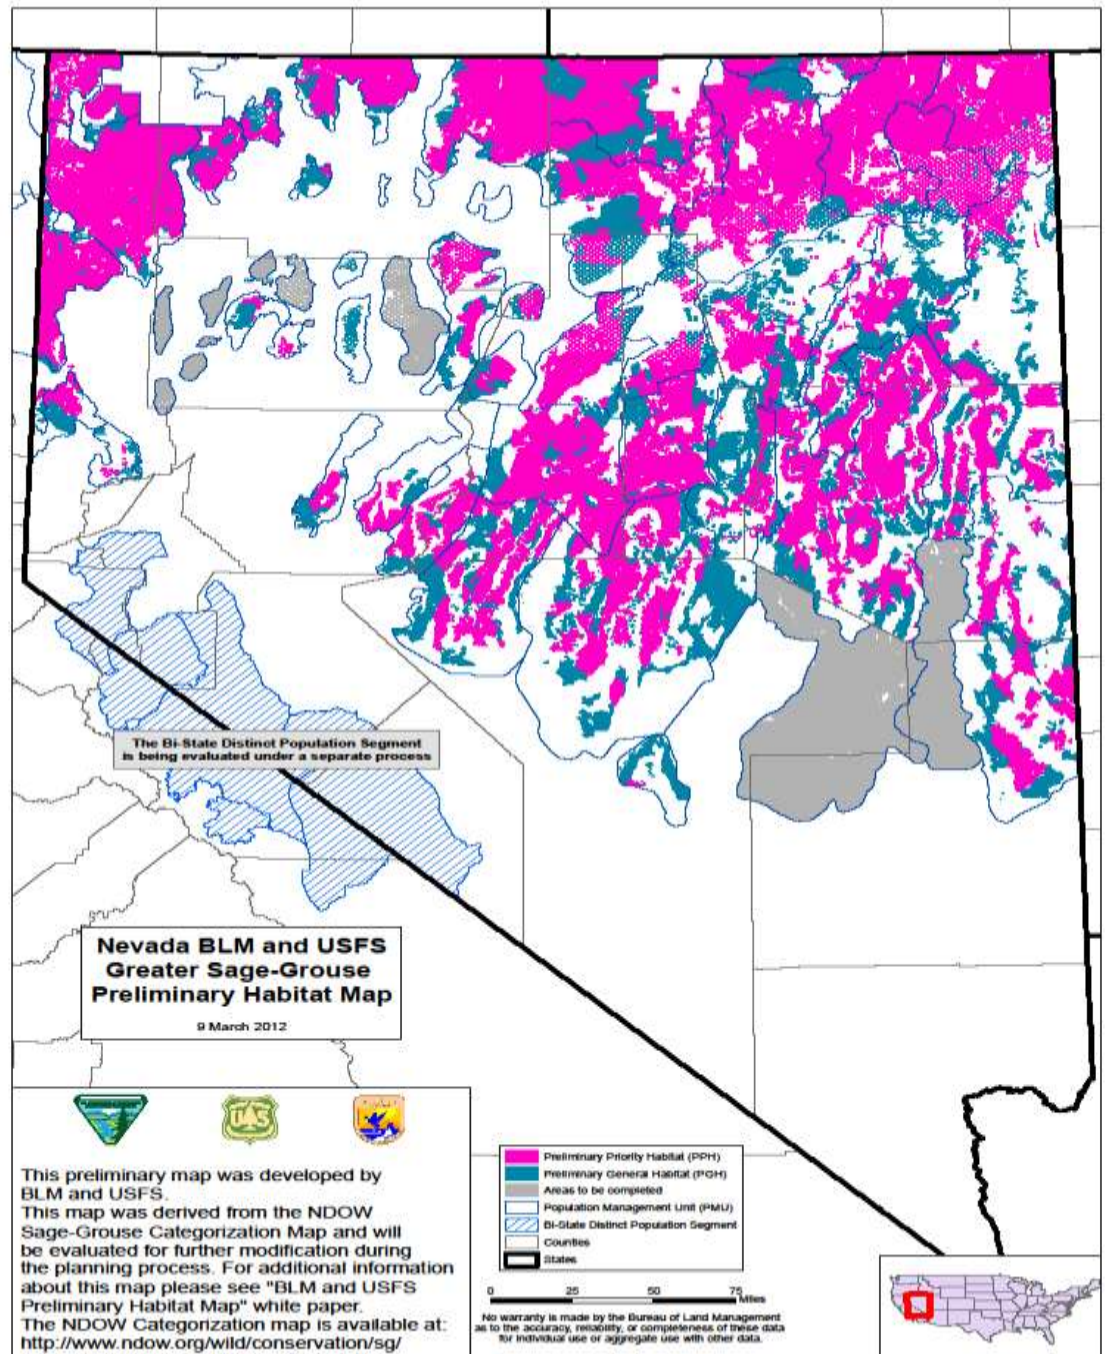 The Bi-State Distinct Population Segment
is being evaluated under a separate process
Nevada BLM and USFS
Greater Sage-Grouse
Preliminary Habitat Map
9 March 2012
This preliminary map was developed by
BLM and USFS.
This map was derived from the NDOW
Sage-Grouse Categorization Map and will
be evaluated for further modification during
the planning process. For additional information
about this map please see "BLM and USFS
Preliminary Habitat Map" white paper.
The NDOW Categorization map is available at:
http://www.ndow.org/wild/conservation/sg/
Preliminary Priority Habitat (PPH)
Preliminary General Habitat (PGH)
Areas to be completed
Population Management Unit (PMU)
Bi-State Distinct Population Segment
Counties
States
0 25 50 75
Miles
No warranty is made by the Bureau of Land Management
as to the accuracy, reliability, or completeness of these data
for individual use or aggregate use with other data.